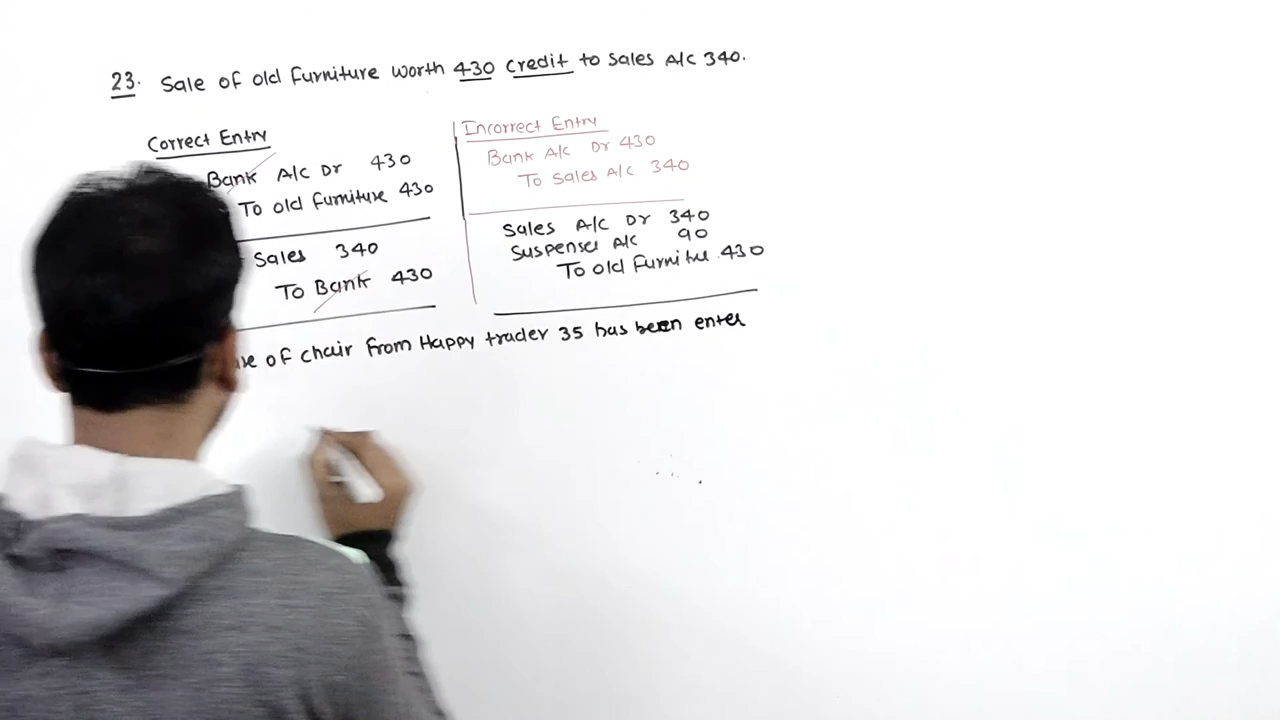 23. Sale of old furniture worth 430 credit to sales A/c 340.
Correct Entry
Bank A/c Dr 430
To old furniture 430
Sales 340
To Bank 430
Incorrect Entry
Bank A/c Dr 430
To Sales A/c 340
Sales A/c Dr 340
Suspenses A/c 90
To old Furnitue 430
of chair from Happy trader 35 has been enter